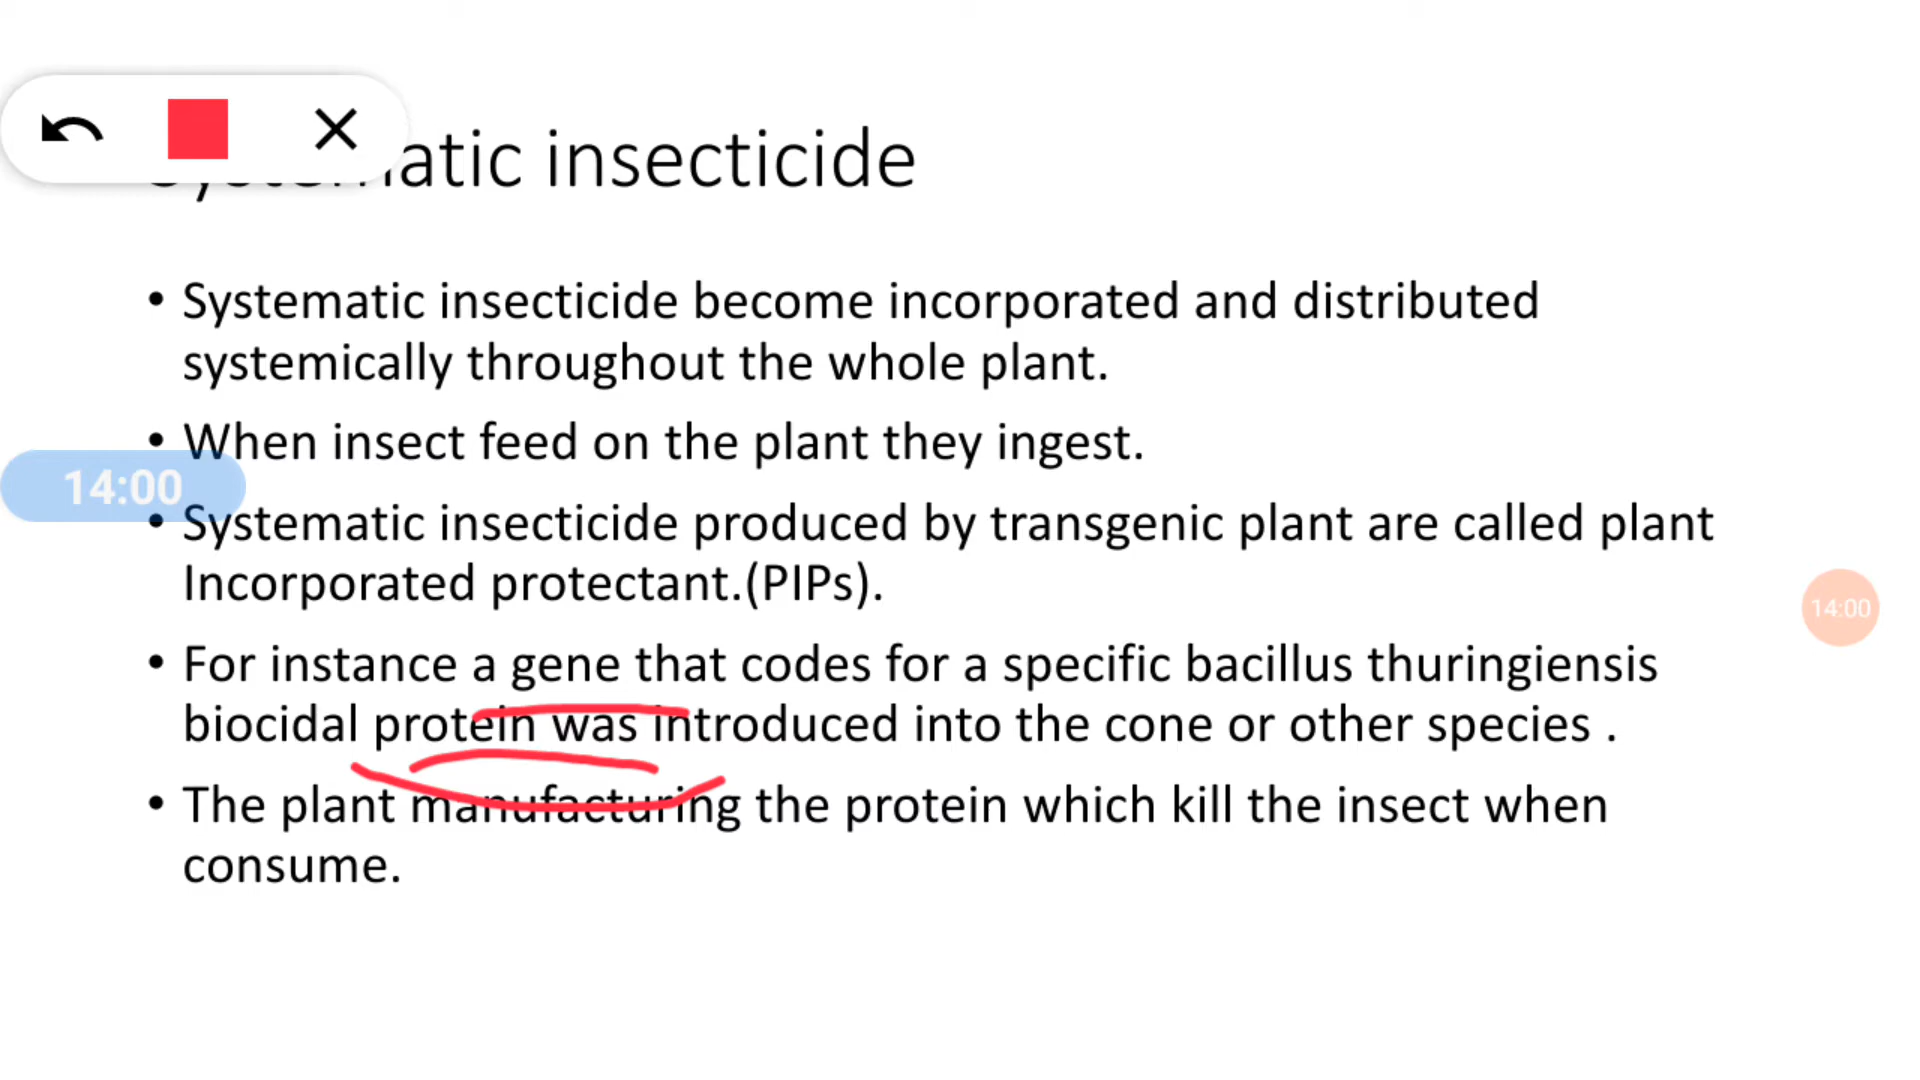 atic insecticide
• Systematic insecticide become incorporated and distributed
systemically throughout the whole plant.
• When insect feed on the plant they ingest.
14:00
• Systematic insecticide produced by transgenic plant are called plant
Incorporated protectant.(PIPs).
14:00
• For instance a gene that codes for a specific bacillus thuringiensis
biocidal protein was introduced into the cone or other species .
• The plant manufacturing the protein which kill the insect when
consume.